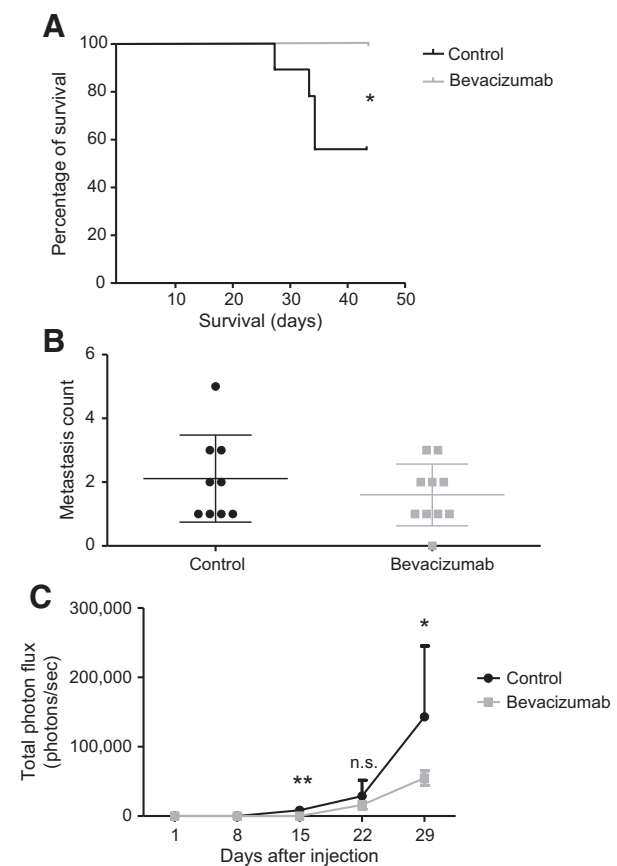 A
100
80
60
40
20
0
Percentage of survival
*
10 20 30 40 50
Survival (days)
Control
Bevacizumab
B
6
4
2
0
Metastasis count
Control Bevacizumab
C
300,000
200,000
100,000
0
Total photon flux
(photons/sec)
**
n.s.
*
1 8 15 22 29
Days after injection
Control
Bevacizumab